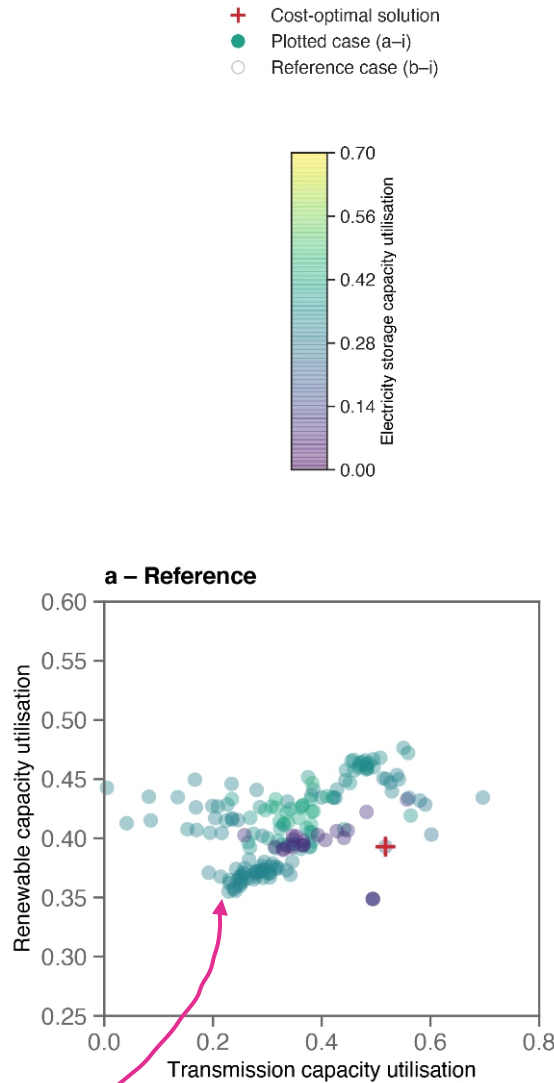 Cost-optimal solution
Plotted case (a–i)
Reference case (b–i)
0.70
0.56
0.42
0.28
0.14
0.00
Electricity storage capacity utilisation
a – Reference
0.60
0.55
0.50
0.45
0.40
0.35
0.30
0.25
Renewable capacity utilisation
0.0 0.2 0.4 0.6 0.8
Transmission capacity utilisation